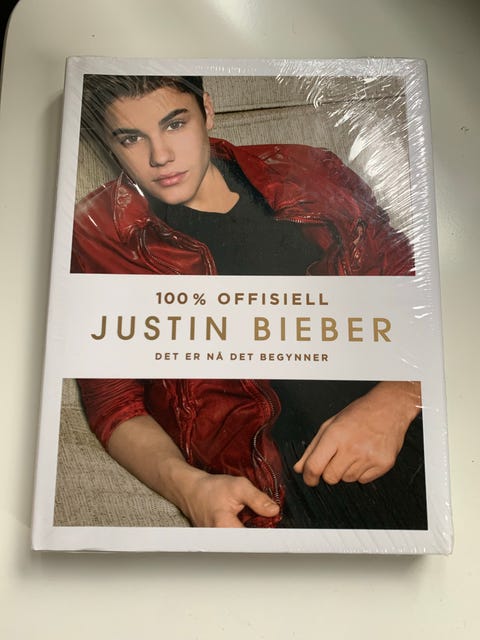 100% OFFISIELL
JUSTIN BIEBER
DET ER NÅ DET BEGYNNER